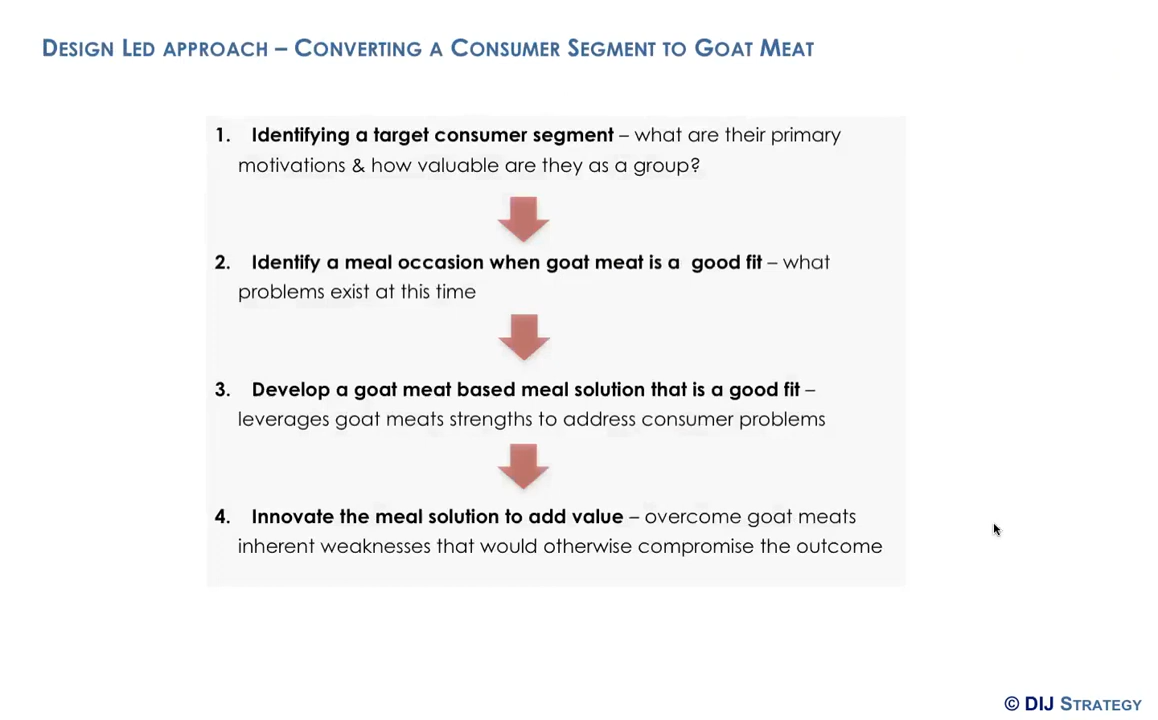 DESIGN LED APPROACH – CONVERTING A CONSUMER SEGMENT TO GOAT MEAT
1. Identifying a target consumer segment – what are their primary
motivations & how valuable are they as a group?
2. Identify a meal occasion when goat meat is a good fit – what
problems exist at this time
3. Develop a goat meat based meal solution that is a good fit –
leverages goat meats strengths to address consumer problems
4. Innovate the meal solution to add value – overcome goat meats
inherent weaknesses that would otherwise compromise the outcome
© DIJ STRATEGY